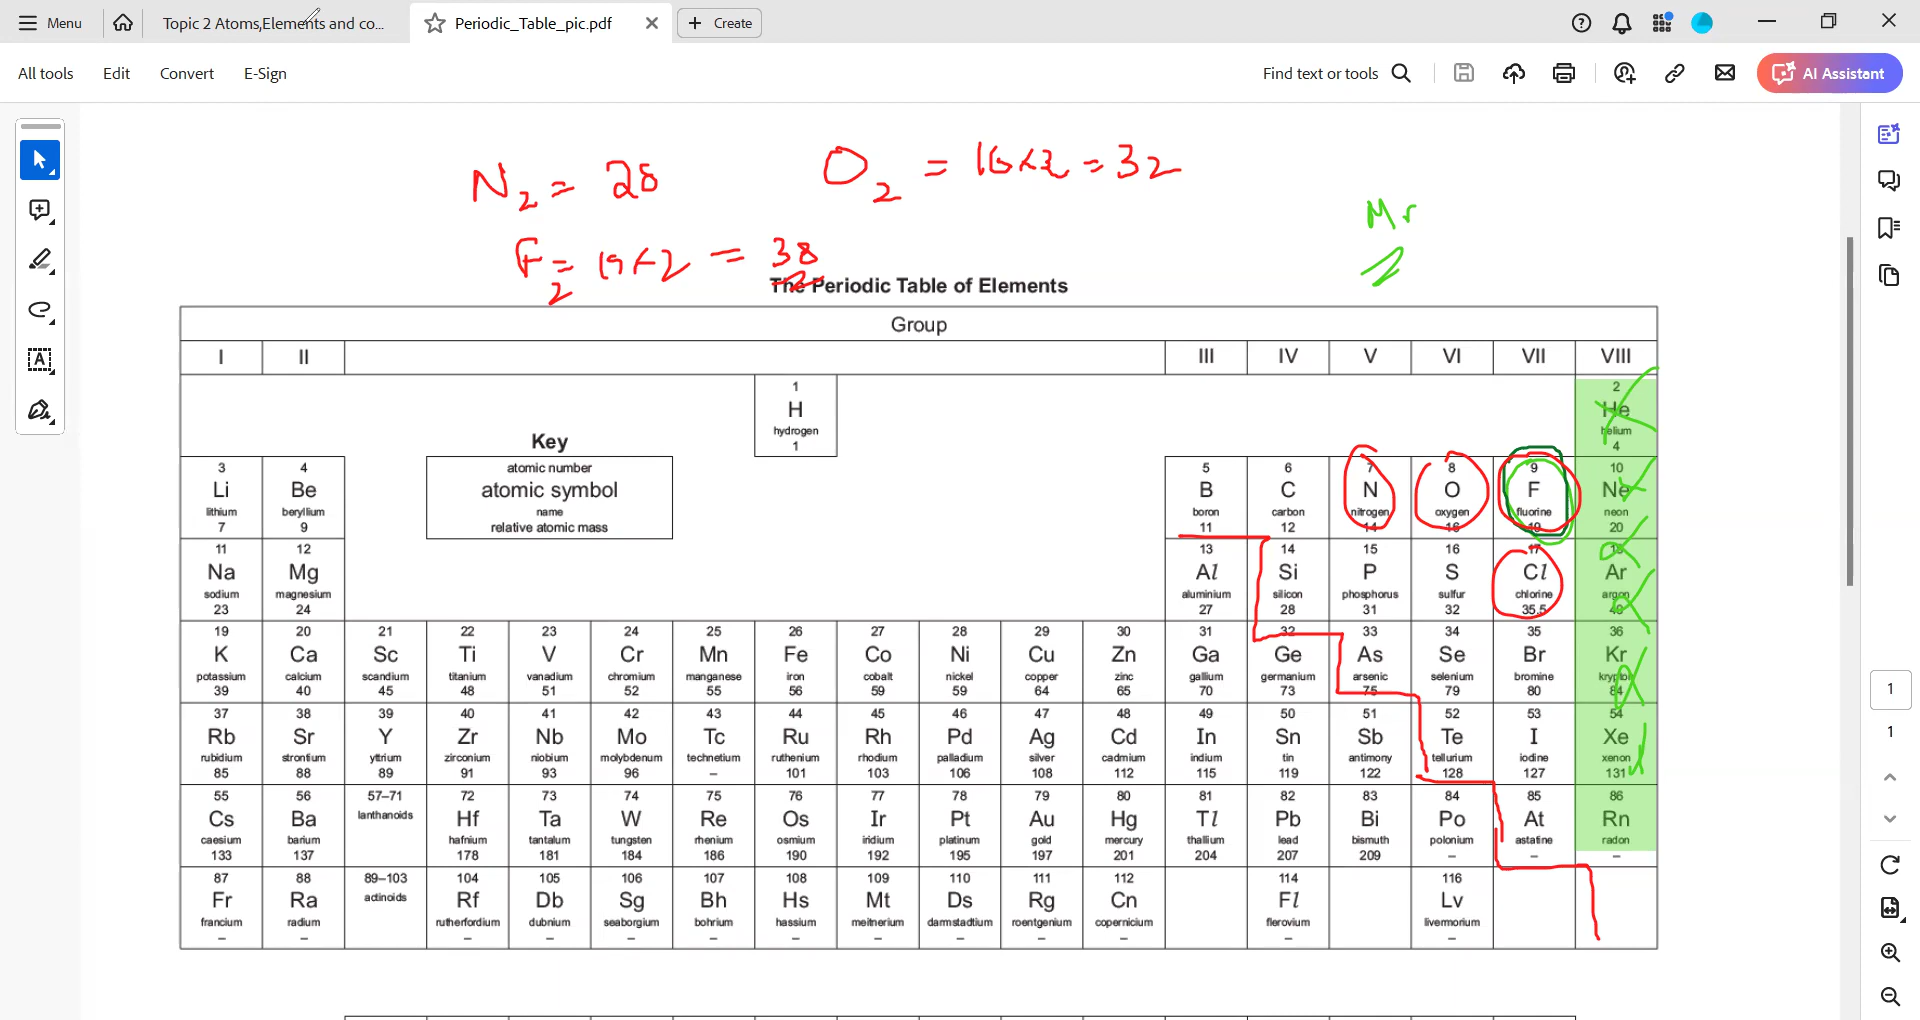 Menu Topic 2 Atoms,Elements and co... Periodic_Table_pic.pdf Create
All tools Edit Convert E-Sign Find text or tools AI Assistant
N2 = 28 O2 = 16×2 = 32
Mr
F2 = 19×2 = 38
The Periodic Table of Elements
Group
I II III IV V VI VII VIII
1 2
H He
hydrogen helium
1 4
Key
3 4 atomic number 5 6 7 8 9 10
Li Be atomic symbol B C N O F Ne
lithium beryllium name boron carbon nitrogen oxygen fluorine neon
7 9 relative atomic mass 11 12 14 16 19 20
11 12 13 14 15 16 17 18
Na Mg Al Si P S Cl Ar
sodium magnesium aluminium silicon phosphorus sulfur chlorine argon
23 24 27 28 31 32 35.5 40
19 20 21 22 23 24 25 26 27 28 29 30 31 32 33 34 35 36
K Ca Sc Ti V Cr Mn Fe Co Ni Cu Zn Ga Ge As Se Br Kr
potassium calcium scandium titanium vanadium chromium manganese iron cobalt nickel copper zinc gallium germanium arsenic selenium bromine krypton
39 40 45 48 51 52 55 56 59 59 64 65 70 73 75 79 80 84
37 38 39 40 41 42 43 44 45 46 47 48 49 50 51 52 53 54
Rb Sr Y Zr Nb Mo Tc Ru Rh Pd Ag Cd In Sn Sb Te I Xe
rubidium strontium yttrium zirconium niobium molybdenum technetium ruthenium rhodium palladium silver cadmium indium tin antimony tellurium iodine xenon
85 88 89 91 93 96 – 101 103 106 108 112 115 119 122 128 127 131
55 56 57–71 72 73 74 75 76 77 78 79 80 81 82 83 84 85 86
Cs Ba lanthanoids Hf Ta W Re Os Ir Pt Au Hg Tl Pb Bi Po At Rn
caesium barium hafnium tantalum tungsten rhenium osmium iridium platinum gold mercury thallium lead bismuth polonium astatine radon
133 137 178 181 184 186 190 192 195 197 201 204 207 209 – – –
87 88 89–103 104 105 106 107 108 109 110 111 112 114 116
Fr Ra actinoids Rf Db Sg Bh Hs Mt Ds Rg Cn Fl Lv
francium radium rutherfordium dubnium seaborgium bohrium hassium meitnerium darmstadtium roentgenium copernicium flerovium livermorium
– – – – – – – – – – – – –
1
1